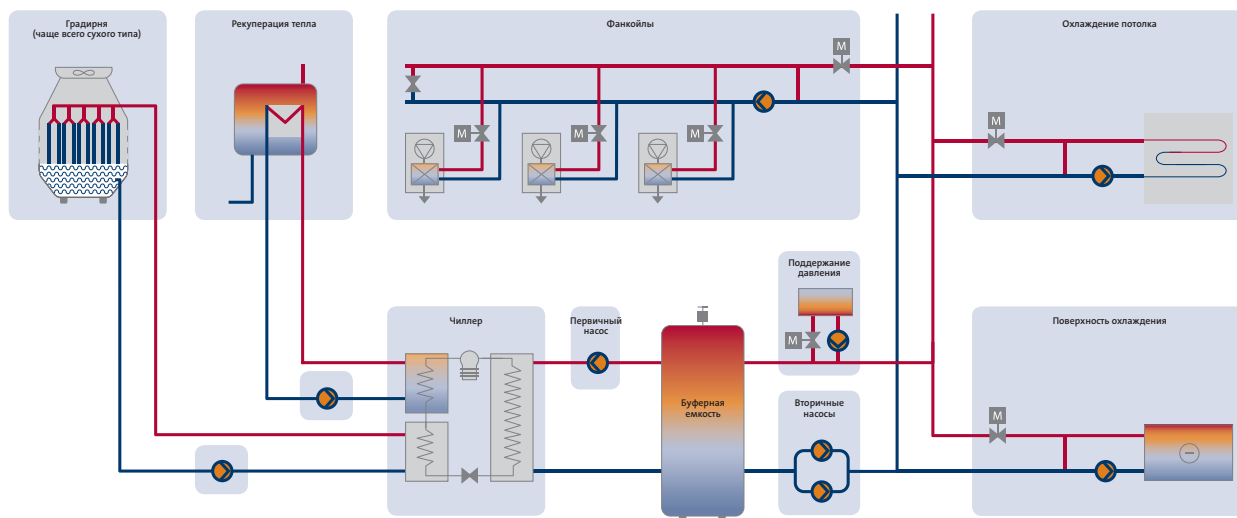 Градирня
(чаще всего сухого типа)
Рекуперация тепла
Фанкойлы
Охлаждение потолка
M
M
M
M
M
Поддержание
давления
M
Чиллер
Первичный
насос
Поверхность охлаждения
Буферная
емкость
Вторичные
насосы
M